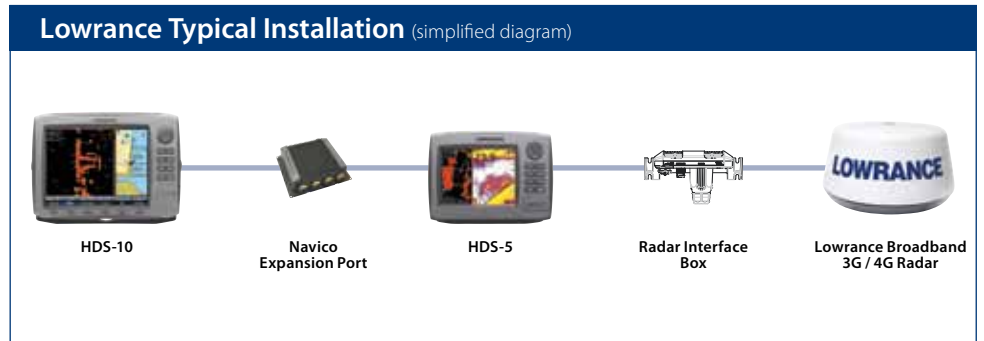 Lowrance Typical Installation (simplified diagram)
LOWRANCE
HDS-10
Navico
Expansion Port
HDS-5
Radar Interface
Box
Lowrance Broadband
3G / 4G Radar